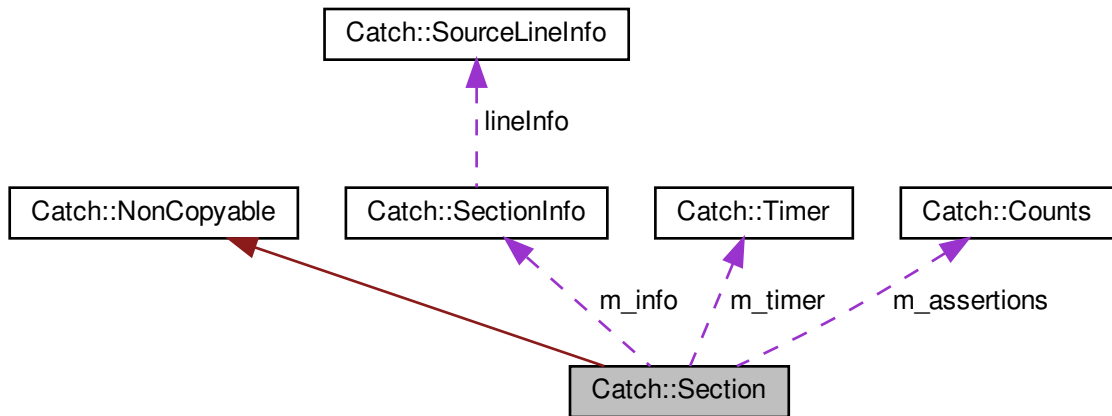 Catch::SourceLineInfo
lineInfo
Catch::NonCopyable
Catch::SectionInfo
Catch::Timer
Catch::Counts
m_info
m_timer
m_assertions
Catch::Section